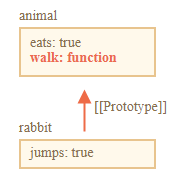 animal
eats: true
walk: function
[[Prototype]]
rabbit
jumps: true